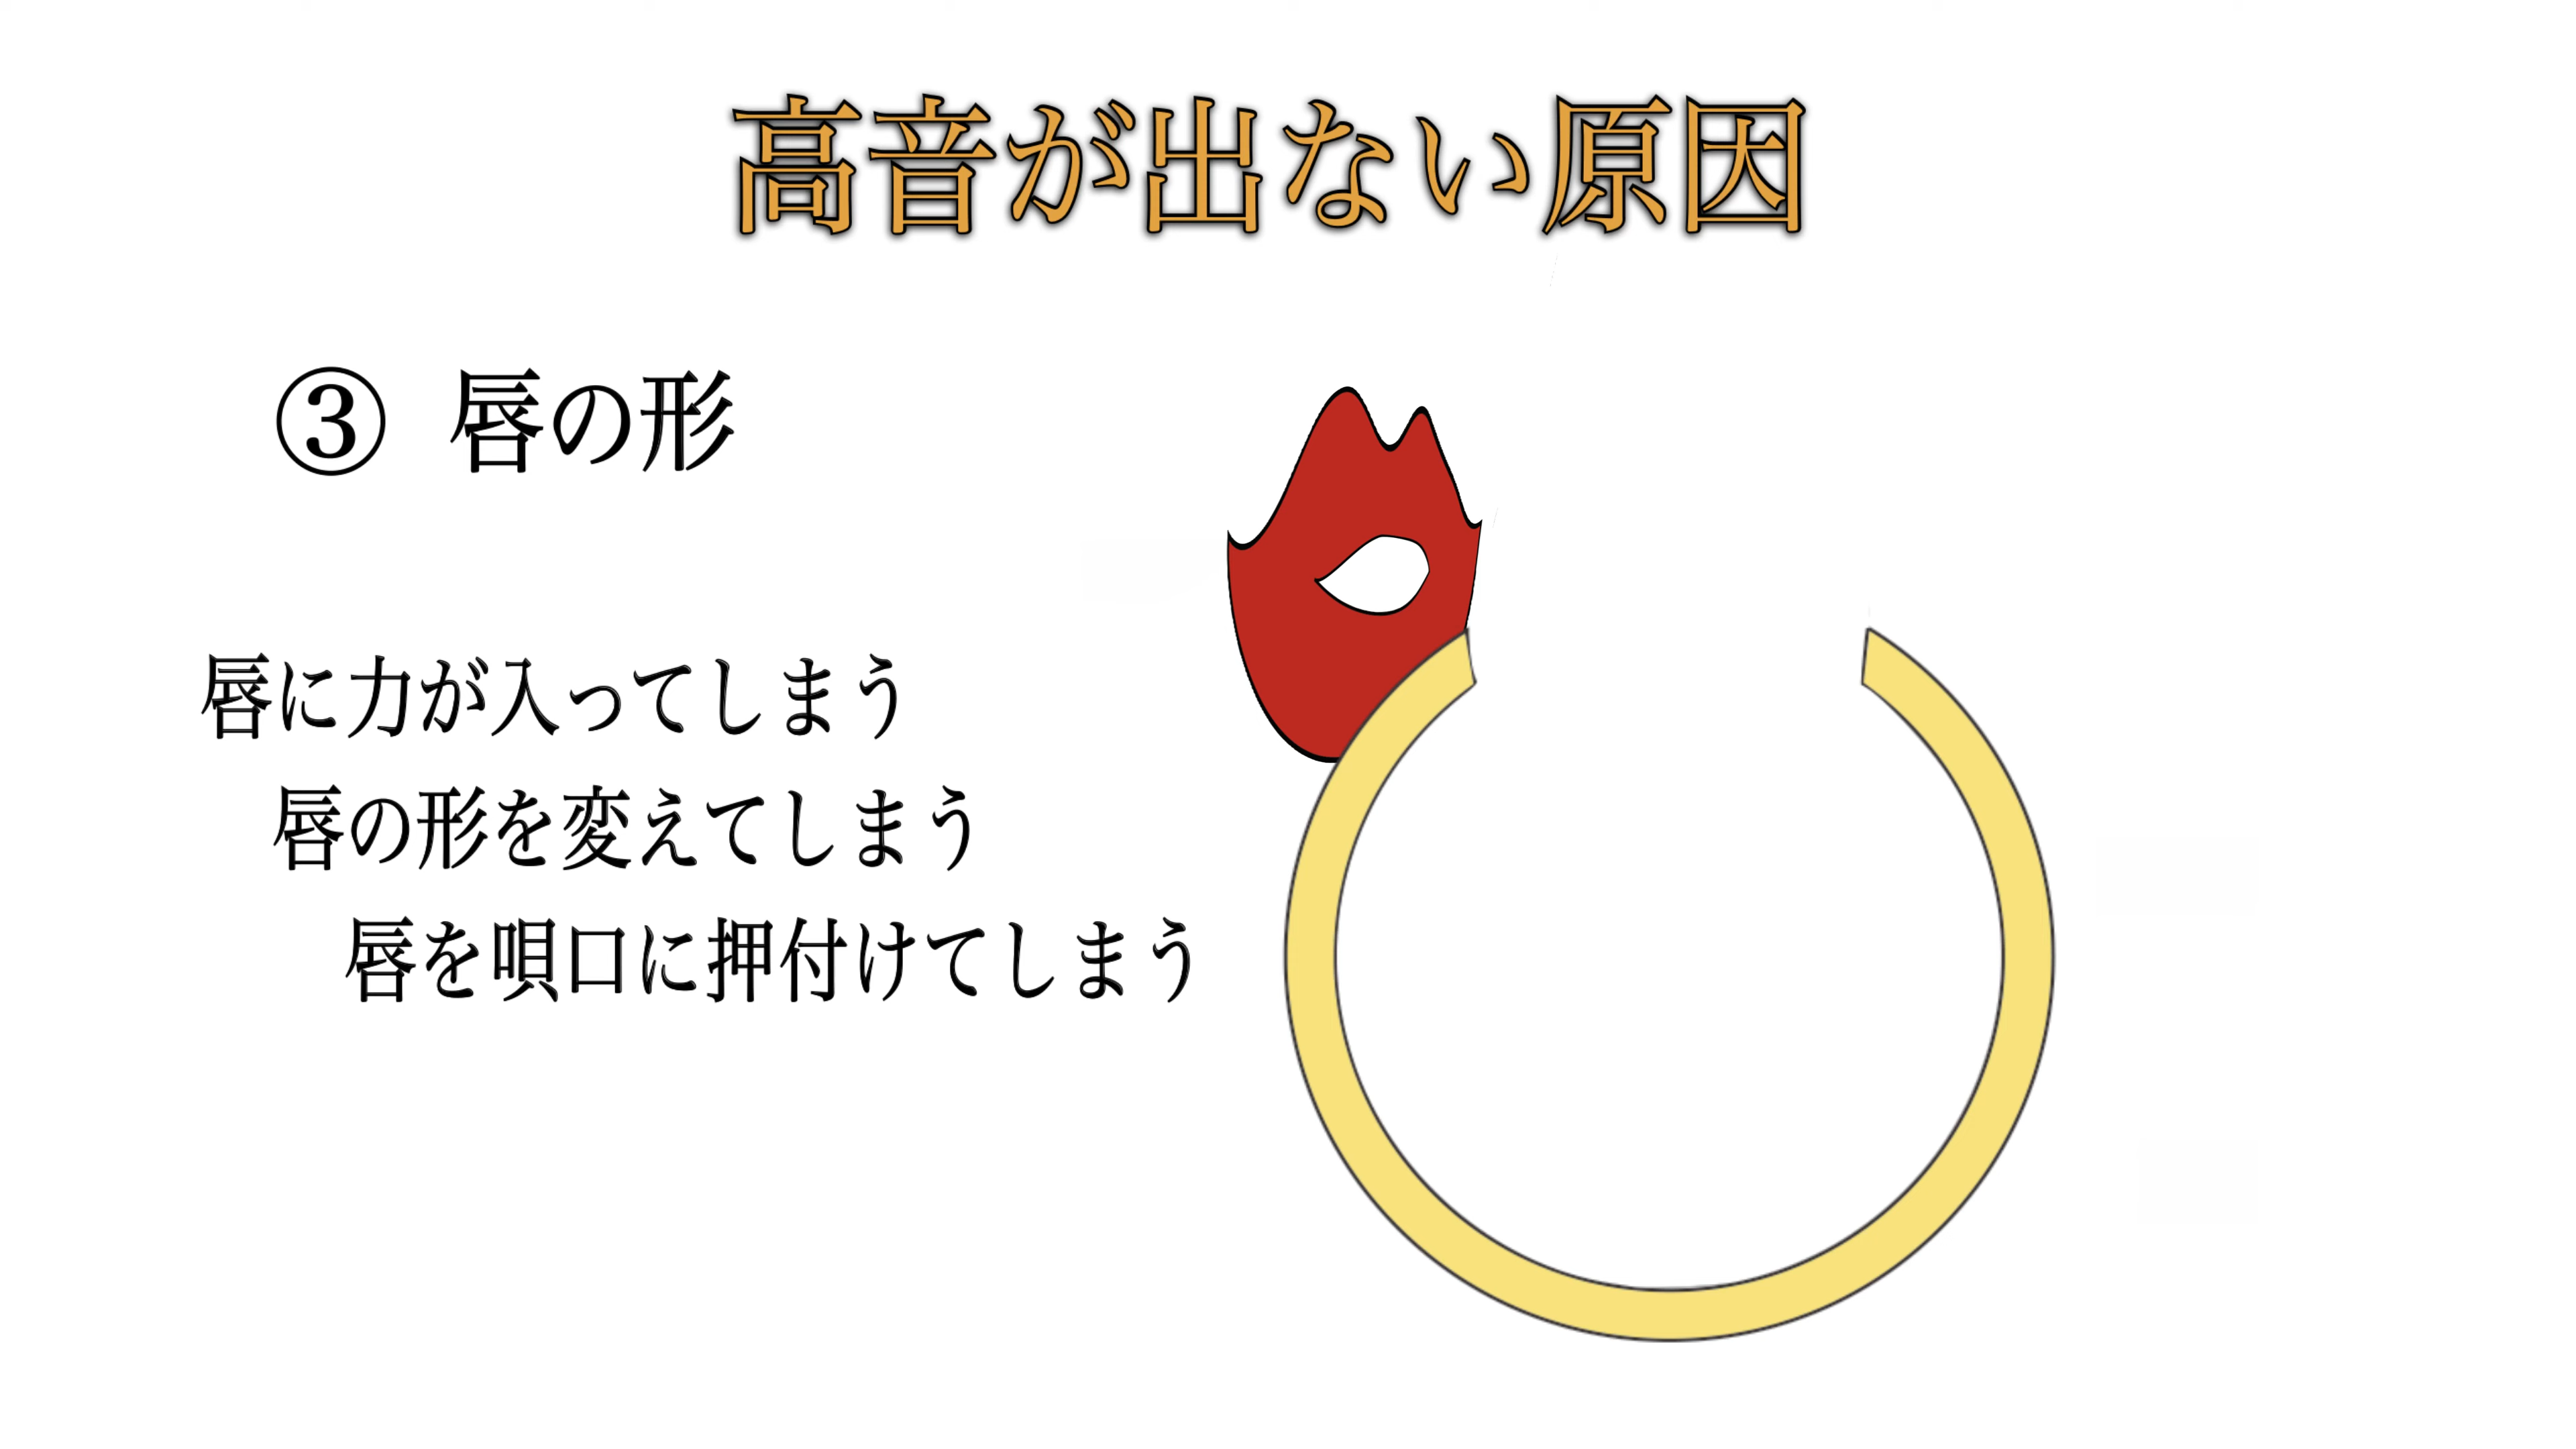 高音が出ない原因
③ 唇の形
唇に力が入ってしまう
唇の形を変えてしまう
唇を唄口に押付けてしまう